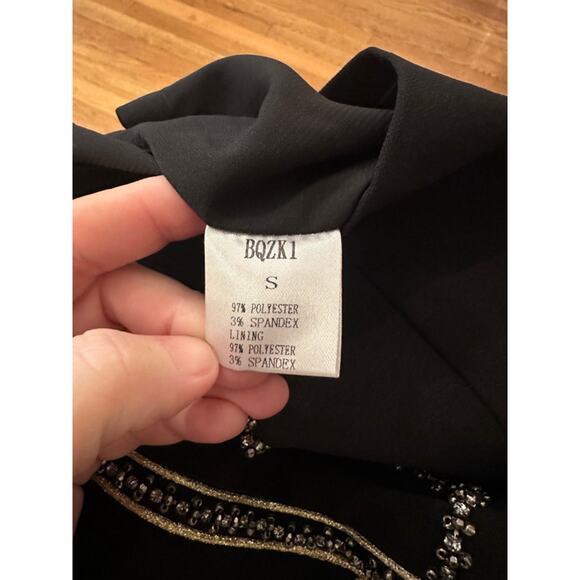 BQZK1
S
97% POLYESTER
3% SPANDEX
LINING
97% POLYESTER
3% SPANDEX